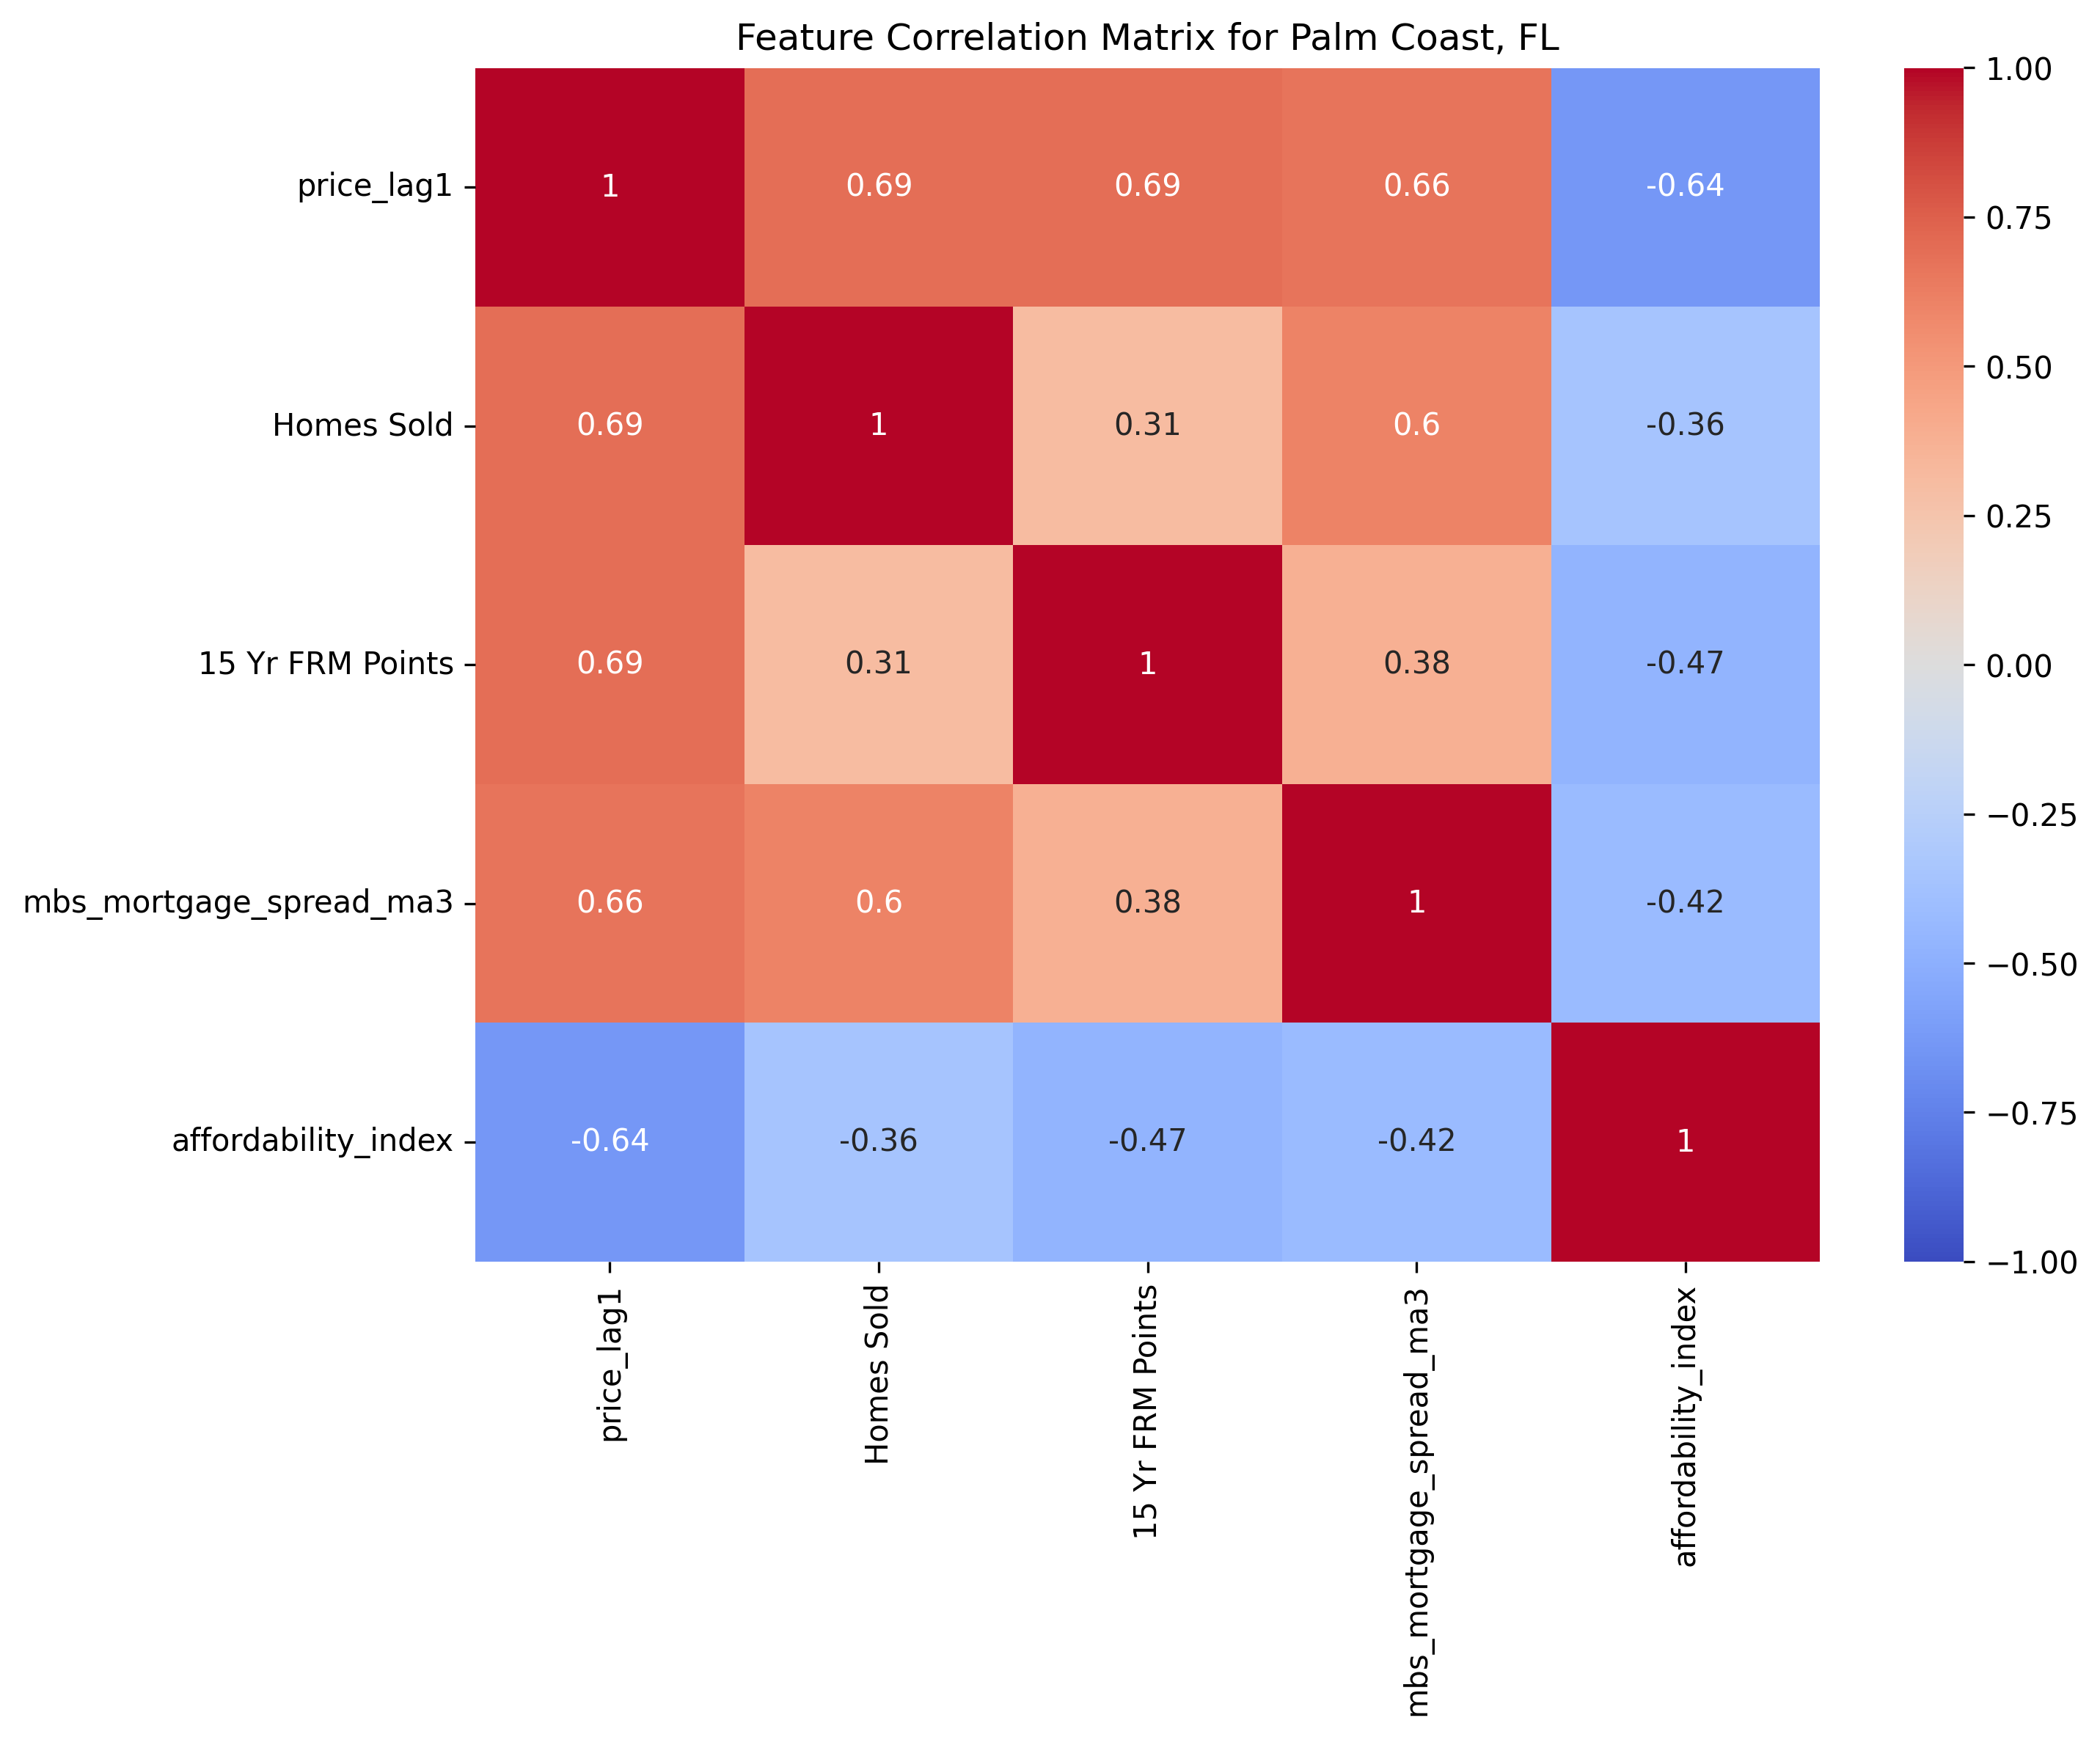 Feature Correlation Matrix for Palm Coast, FL
price_lag1 1 0.69 0.69 0.66 -0.64
Homes Sold 0.69 1 0.31 0.6 -0.36
15 Yr FRM Points 0.69 0.31 1 0.38 -0.47
mbs_mortgage_spread_ma3 0.66 0.6 0.38 1 -0.42
affordability_index -0.64 -0.36 -0.47 -0.42 1
price_lag1
Homes Sold
15 Yr FRM Points
mbs_mortgage_spread_ma3
affordability_index
1.00
0.75
0.50
0.25
0.00
−0.25
−0.50
−0.75
−1.00